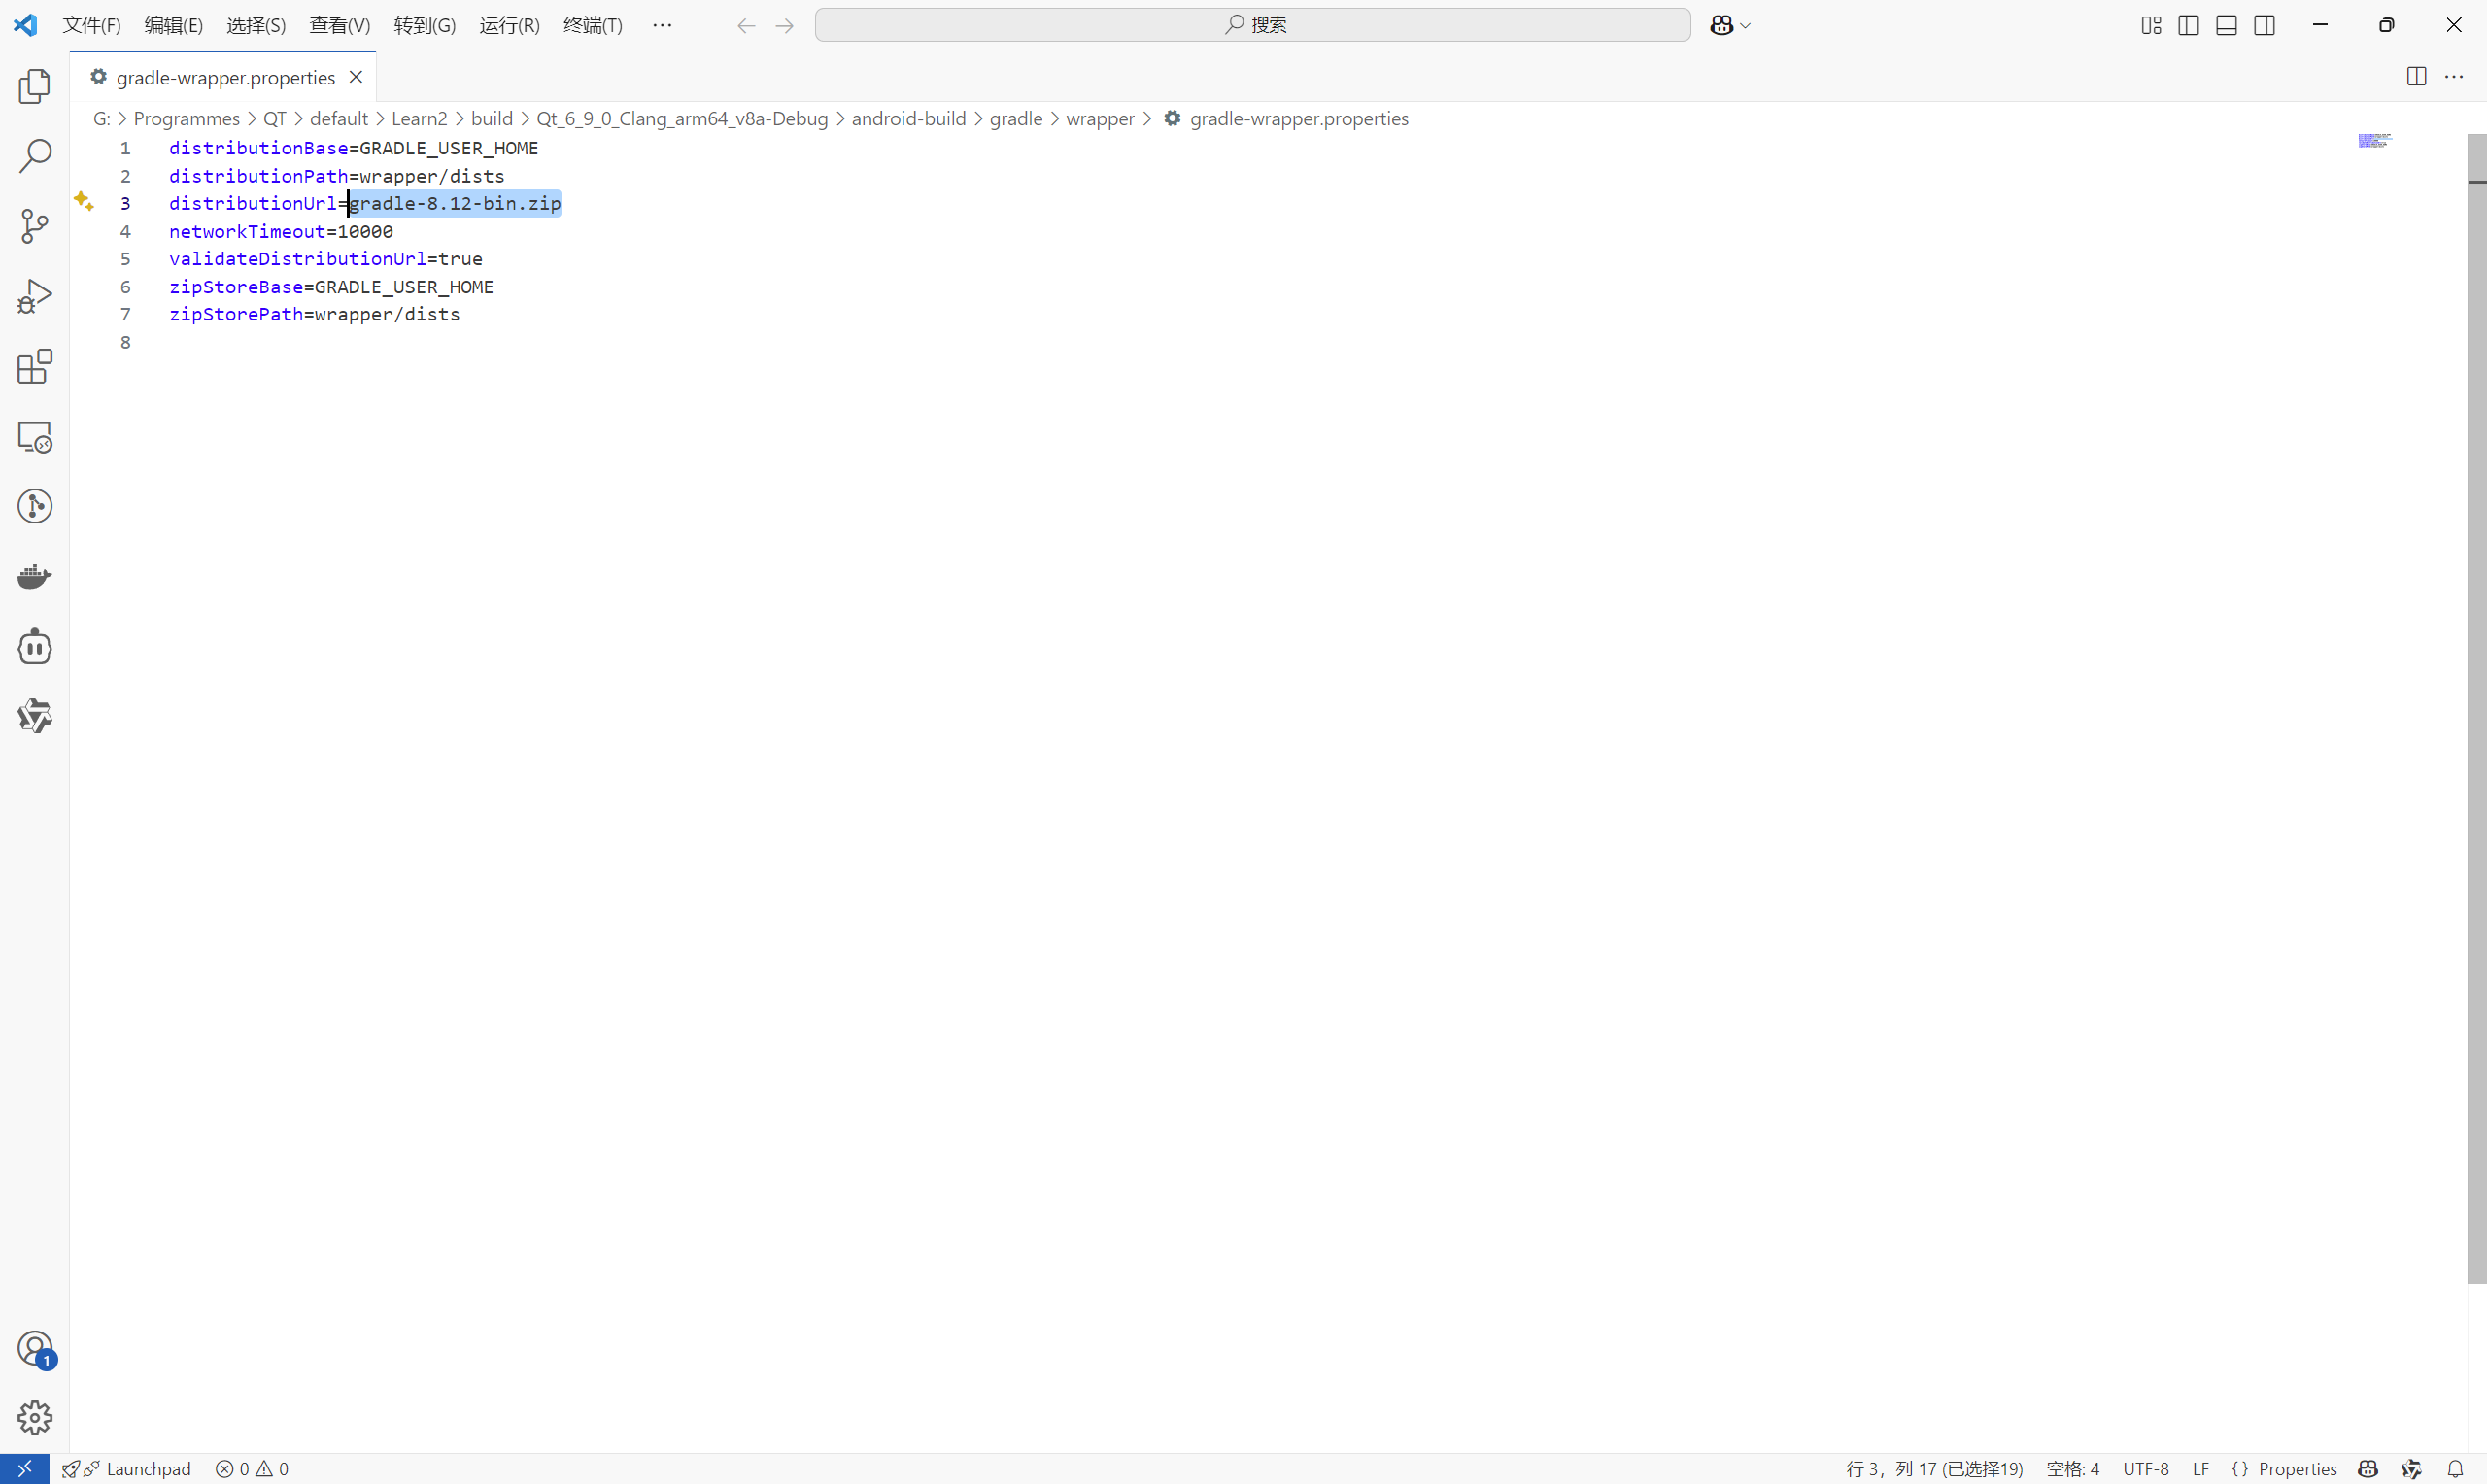 文件(F) 编辑(E) 选择(S) 查看(V) 转到(G) 运行(R) 终端(T) ··· 搜索
gradle-wrapper.properties
G: > Programmes > QT > default > Learn2 > build > Qt_6_9_0_Clang_arm64_v8a-Debug > android-build > gradle > wrapper > gradle-wrapper.properties
1 distributionBase=GRADLE_USER_HOME
2 distributionPath=wrapper/dists
3 distributionUrl=gradle-8.12-bin.zip
4 networkTimeout=10000
5 validateDistributionUrl=true
6 zipStoreBase=GRADLE_USER_HOME
7 zipStorePath=wrapper/dists
8
1
Launchpad 0 0 行 3，列 17 (已选择19) 空格: 4 UTF-8 LF {} Properties